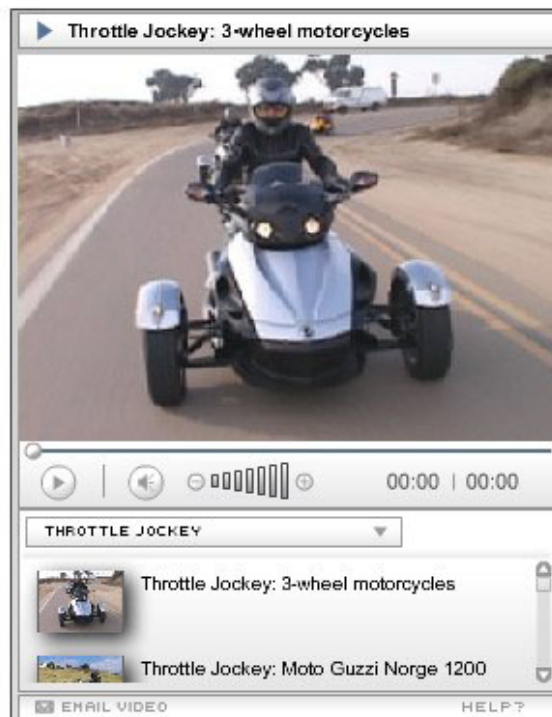 Throttle Jockey: 3-wheel motorcycles
00:00 | 00:00
THROTTLE JOCKEY
Throttle Jockey: 3-wheel motorcycles
Throttle Jockey: Moto Guzzi Norge 1200
EMAIL VIDEO
HELP?